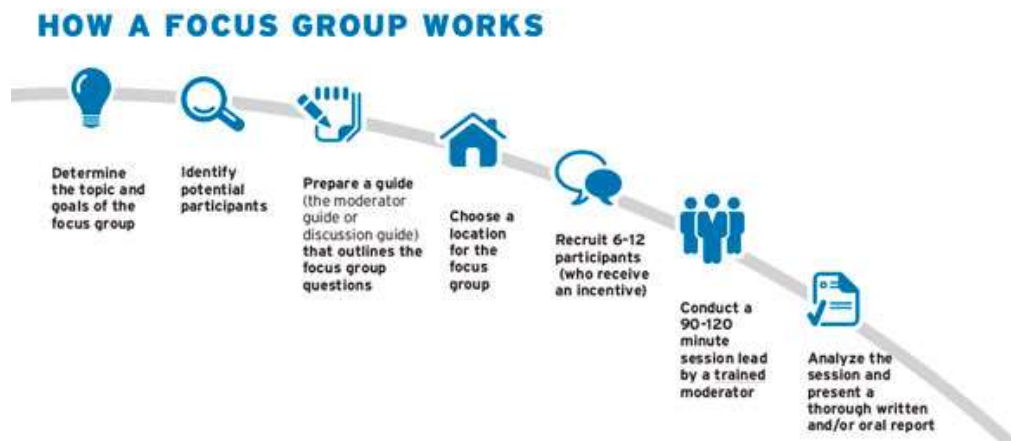 HOW A FOCUS GROUP WORKS
Determine
the topic and
goals of the
focus group
Identify
potential
participants
Prepare a guide
(the moderator
guide or
discussion guide)
that outlines the
focus group
questions
Choose a
location
for the
focus
group
Recruit 6-12
participants
(who receive
an incentive)
Conduct a
90-120
minute
session lead
by a trained
moderator
Analyze the
session and
present a
thorough written
and/or oral report